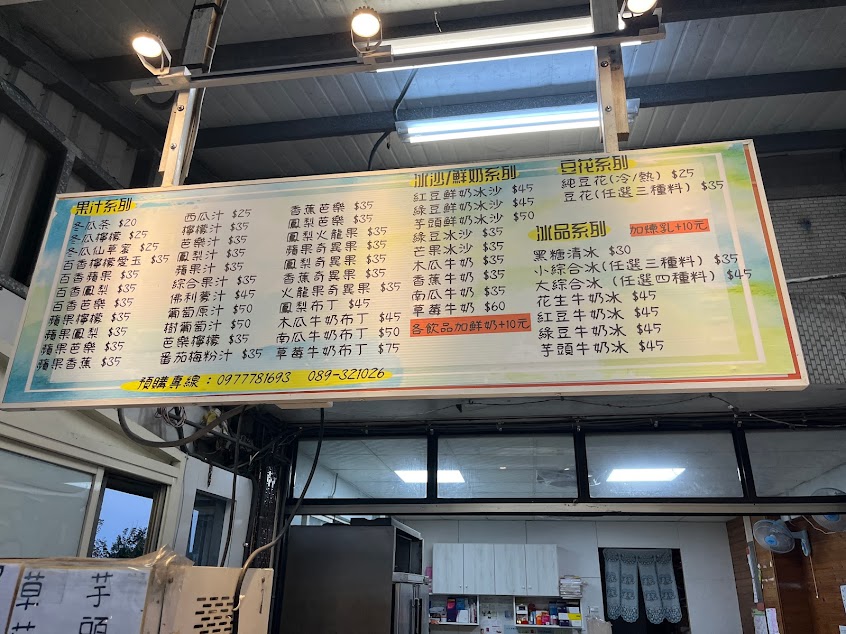 果汁系列
冬瓜茶 $20
冬瓜檸檬 $25
冬瓜仙草蜜 $25
百香檸檬愛玉 $35
百香蘋果 $35
百香鳳梨 $35
百香芭樂 $35
蘋果檸檬 $35
蘋果鳳梨 $35
蘋果芭樂 $35
蘋果香蕉 $35
西瓜汁 $25
檸檬汁 $35
芭樂汁 $35
鳳梨汁 $35
蘋果汁 $35
綜合果汁 $35
佛利蒙汁 $45
葡萄原汁 $50
樹葡萄汁 $50
芭樂檸檬汁 $35
番茄梅粉汁 $35
香蕉芭樂 $35
鳳梨芭樂 $35
鳳梨火龍果 $35
蘋果奇異果 $35
鳳梨奇異果 $35
香蕉奇異果 $35
火龍果奇異果 $35
鳳梨布丁 $45
木瓜牛奶布丁 $45
南瓜牛奶布丁 $50
草莓牛奶布丁 $75
預購專線：0977781693 089-321026
冰沙/鮮奶系列
紅豆鮮奶冰沙 $45
綠豆鮮奶冰沙 $45
芋頭鮮奶冰沙 $50
綠豆冰沙 $35
芒果冰沙 $35
木瓜牛奶 $35
香蕉牛奶 $35
南瓜牛奶 $35
草莓牛奶 $60
各飲品加鮮奶+10元
豆花系列
純豆花(冷/熱) $25
豆花(任選三種料) $35
冰品系列 加煉乳+10元
黑糖清冰 $30
小綜合冰(任選三種料) $35
大綜合冰(任選四種料) $45
花生牛奶冰 $45
紅豆牛奶冰 $45
綠豆牛奶冰 $45
芋頭牛奶冰 $45
草
芋頭